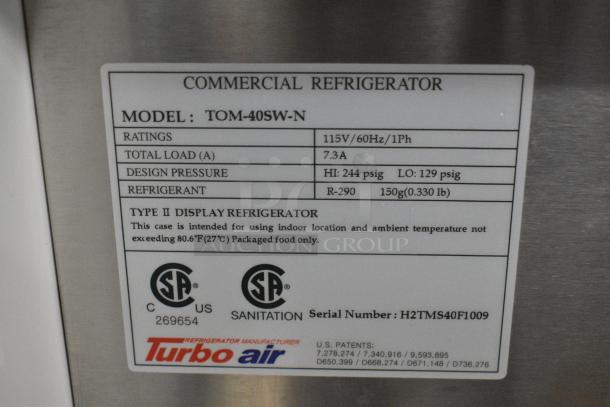 COMMERCIAL REFRIGERATOR
MODEL : TOM-40SW-N
RATINGS 115V/60Hz/1Ph
TOTAL LOAD (A) 7.3A
DESIGN PRESSURE HI: 244 psig LO: 129 psig
REFRIGERANT R-290 150g(0.330 lb)
TYPE II DISPLAY REFRIGERATOR
This case is intended for using indoor location and ambient temperature not
exceeding 80.6°F(27°C) Packaged food only.
AUCTION GROUP
SA SA
C US
269654
SANITATION Serial Number : H2TMS40F1009
REFRIGERATOR MANUFACTURER
Turbo air
U.S. PATENTS:
7,278,274 / 7,340,916 / 9,593,895
D650,399 / D668,274 / D671,148 / D736,276